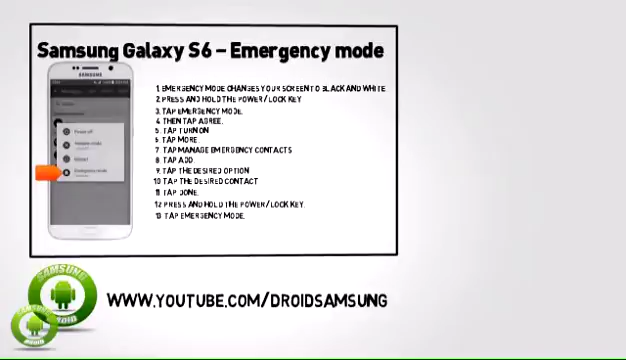 Samsung Galaxy S6 – Emergency mode
SAMSUNG
1. EMERGENCY MODE CHANGES YOUR SCREEN TO BLACK AND WHITE
2. PRESS AND HOLD THE POWER / LOCK KEY
3. TAP EMERGENCY MODE.
4. THEN TAP AGREE.
5. TAP TURN ON
6. TAP MORE.
7. TAP MANAGE EMERGENCY CONTACTS
8. TAP ADD.
9. TAP THE DESIRED OPTION
10. TAP THE DESIRED CONTACT
11. TAP DONE.
12. PRESS AND HOLD THE POWER / LOCK KEY.
13. TAP EMERGENCY MODE.
Power off
Emergency mode
SAMSUNG
WWW.YOUTUBE.COM/DROIDSAMSUNG
SAMSUNG
DROID